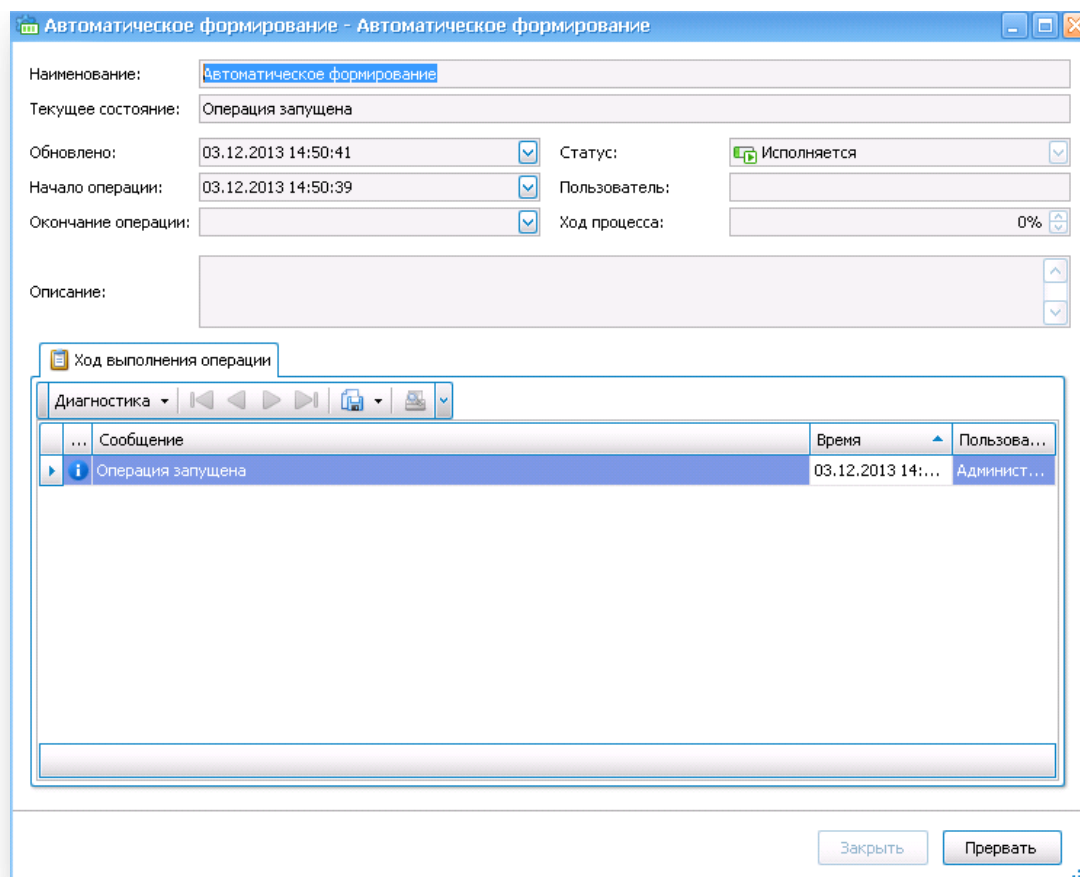 Автоматическое формирование - Автоматическое формирование
Наименование: Автоматическое формирование
Текущее состояние: Операция запущена
Обновлено: 03.12.2013 14:50:41 Статус: Исполняется
Начало операции: 03.12.2013 14:50:39 Пользователь:
Окончание операции: Ход процесса: 0%
Описание:
Ход выполнения операции
Диагностика
... Сообщение Время Пользова...
Операция запущена 03.12.2013 14:... Админист...
Закрыть Прервать